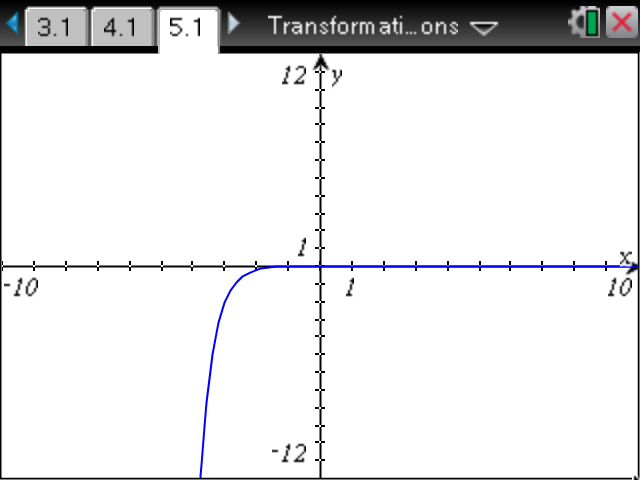 3.1 4.1 5.1 Transformati...ons
12 y
1 x
-10 1 10
-12